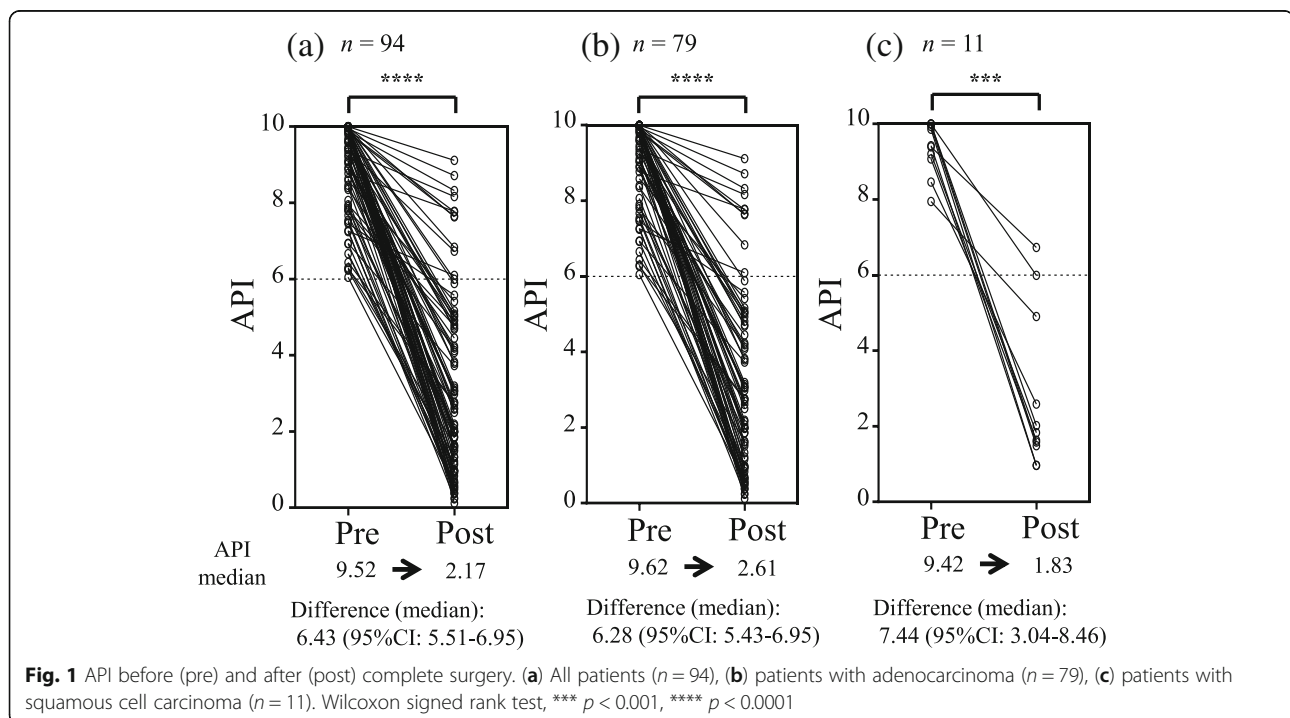 (a) n = 94
(b) n = 79
(c) n = 11
**** **** ***
10 10 10
8 8 8
6 6 6
4 4 4
2 2 2
0 0 0
API API API
Pre Post Pre Post Pre Post
API
median
9.52 ➔ 2.17 9.62 ➔ 2.61 9.42 ➔ 1.83
Difference (median):
6.43 (95%CI: 5.51-6.95)
Difference (median):
6.28 (95%CI: 5.43-6.95)
Difference (median):
7.44 (95%CI: 3.04-8.46)
Fig. 1 API before (pre) and after (post) complete surgery. (a) All patients (n = 94), (b) patients with adenocarcinoma (n = 79), (c) patients with
squamous cell carcinoma (n = 11). Wilcoxon signed rank test, *** p < 0.001, **** p < 0.0001